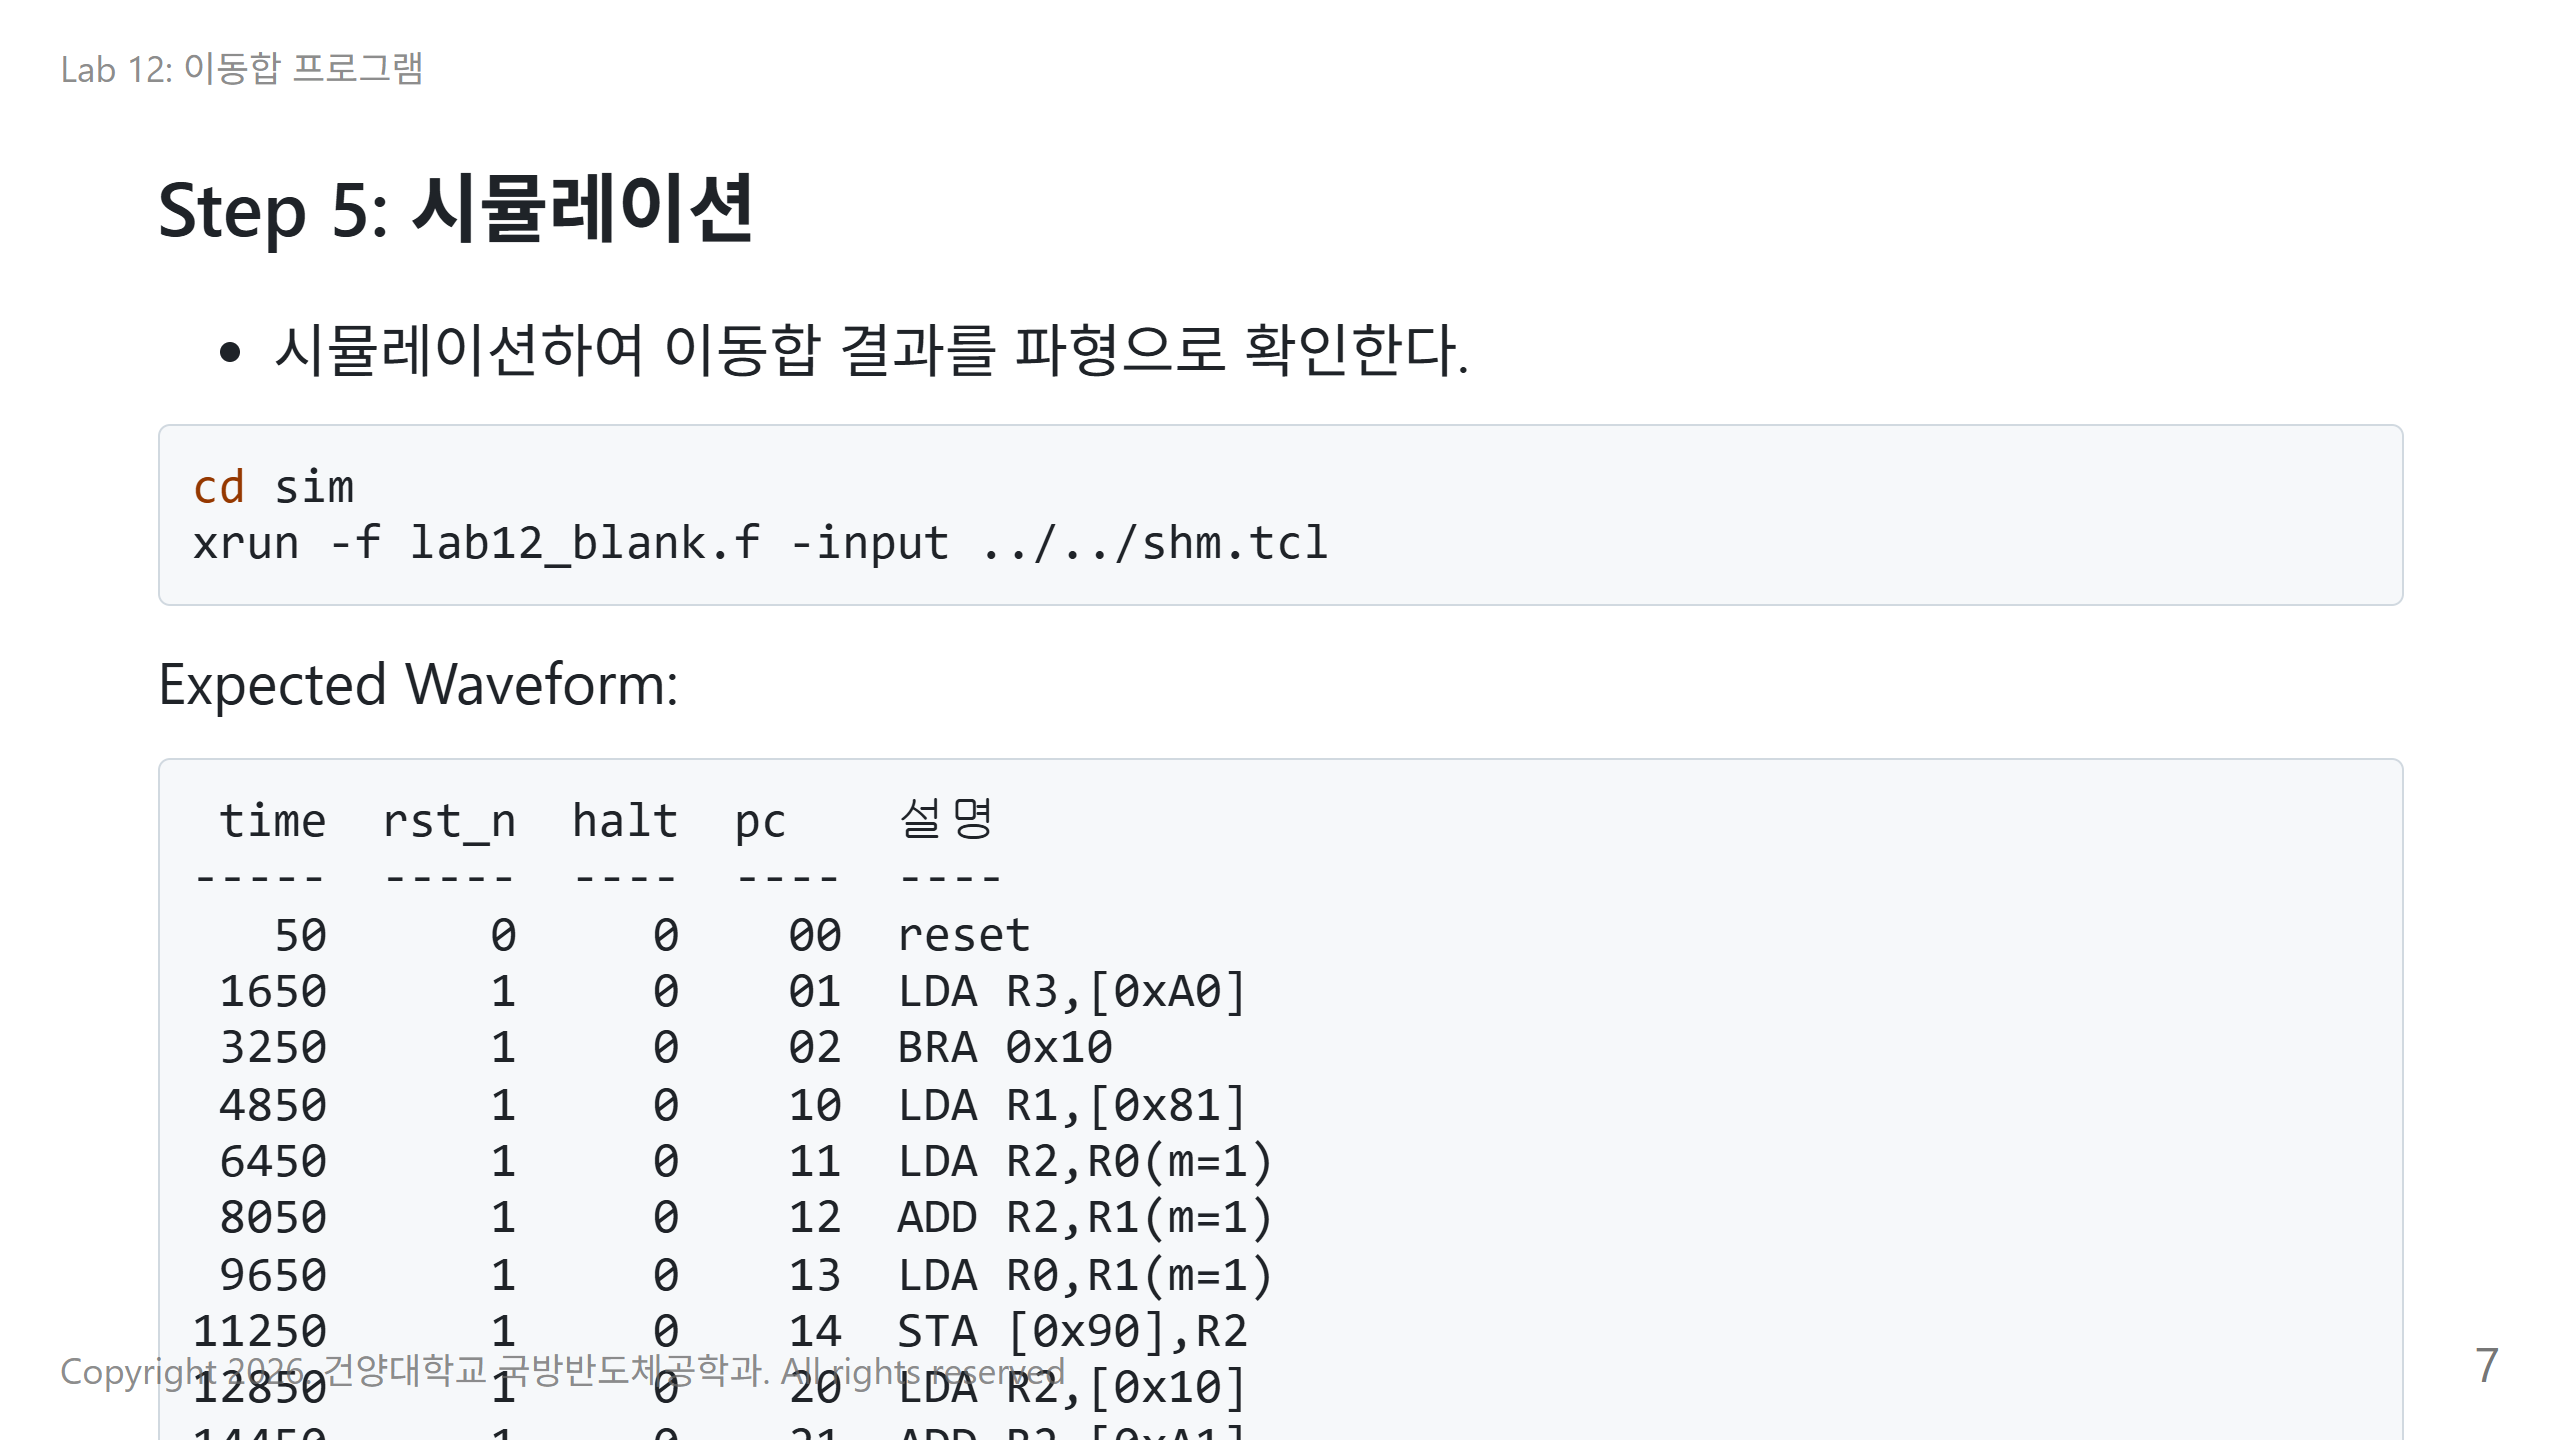 Lab 12: 이동합 프로그램
Step 5: 시뮬레이션
• 시뮬레이션하여 이동합 결과를 파형으로 확인한다.
cd sim
xrun -f lab12_blank.f -input ../../shm.tcl
Expected Waveform:
 time  rst_n  halt  pc    설명
-----  -----  ----  ----  ----
   50      0     0    00  reset
 1650      1     0    01  LDA R3,[0xA0]
 3250      1     0    02  BRA 0x10
 4850      1     0    10  LDA R1,[0x81]
 6450      1     0    11  LDA R2,R0(m=1)
 8050      1     0    12  ADD R2,R1(m=1)
 9650      1     0    13  LDA R0,R1(m=1)
11250      1     0    14  STA [0x90],R2
12850      1     0    20  LDA R2,[0x10]
14450      1     0    21  ADD R2,[0xA1]
Copyright 2026. 건양대학교 국방반도체공학과. All rights reserved
7